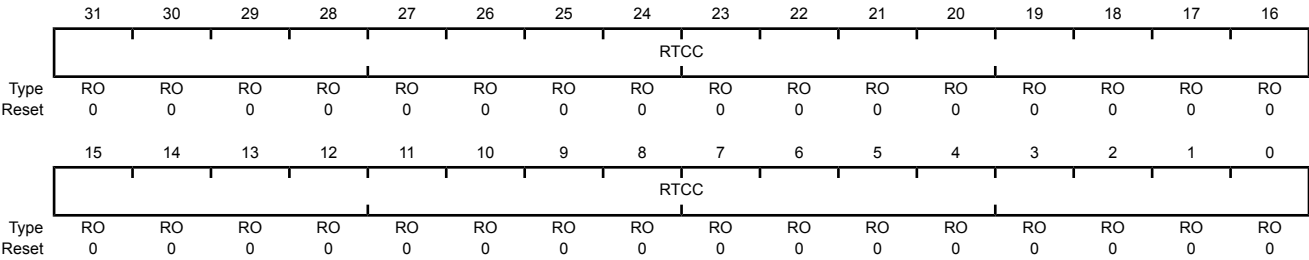 31 30 29 28 27 26 25 24 23 22 21 20 19 18 17 16
RTCC
Type RO RO RO RO RO RO RO RO RO RO RO RO RO RO RO RO
Reset 0 0 0 0 0 0 0 0 0 0 0 0 0 0 0 0
15 14 13 12 11 10 9 8 7 6 5 4 3 2 1 0
RTCC
Type RO RO RO RO RO RO RO RO RO RO RO RO RO RO RO RO
Reset 0 0 0 0 0 0 0 0 0 0 0 0 0 0 0 0